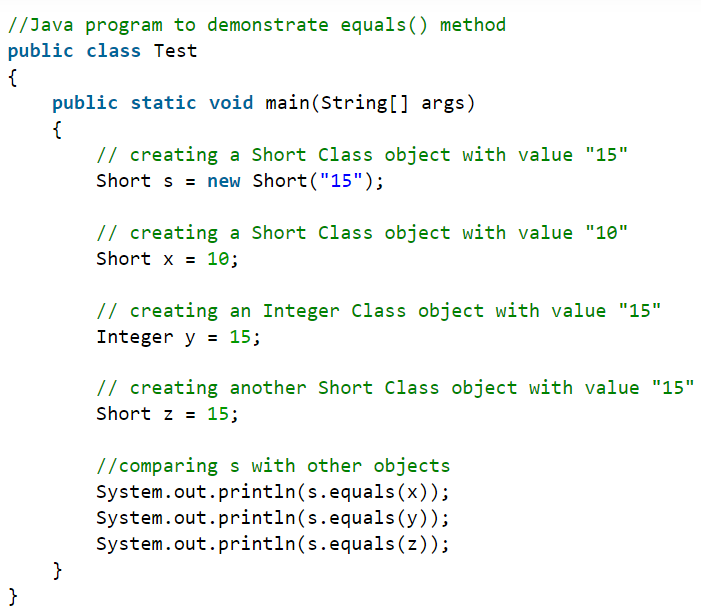 //Java program to demonstrate equals() method
public class Test
{
    public static void main(String[] args)
    {
        // creating a Short Class object with value "15"
        Short s = new Short("15");

        // creating a Short Class object with value "10"
        Short x = 10;

        // creating an Integer Class object with value "15"
        Integer y = 15;

        // creating another Short Class object with value "15"
        Short z = 15;

        //comparing s with other objects
        System.out.println(s.equals(x));
        System.out.println(s.equals(y));
        System.out.println(s.equals(z));
    }
}